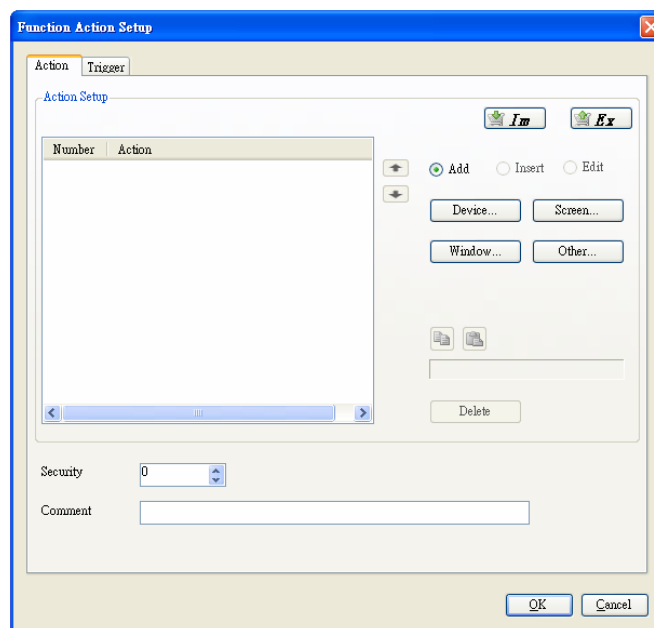 Function Action Setup
Action Trigger
Action Setup
Im Ex
Number Action
Add Insert Edit
Device... Screen...
Window... Other...
Delete
Security 0
Comment
OK Cancel